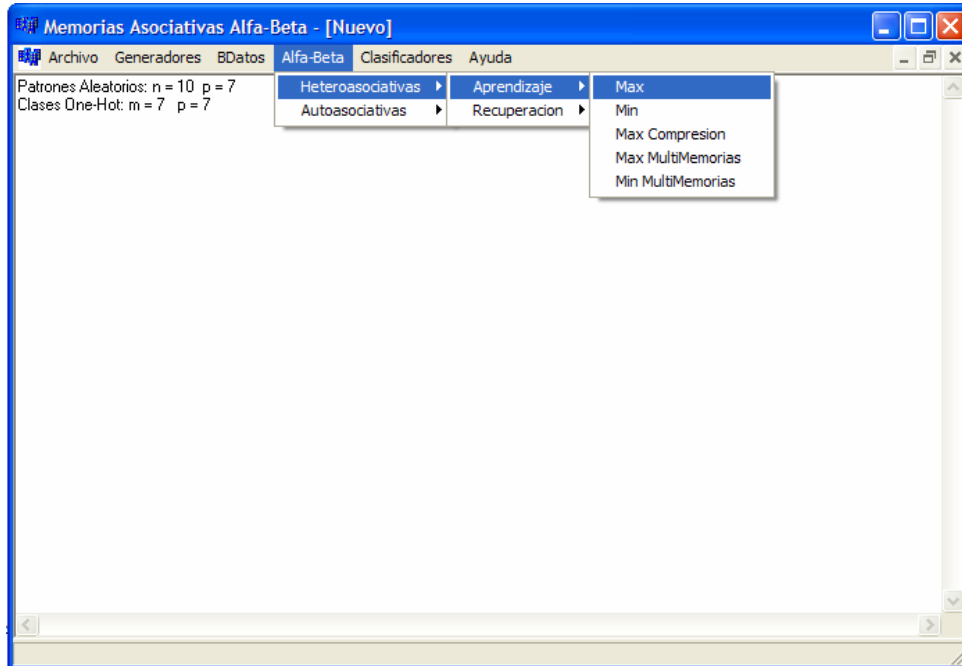 Memorias Asociativas Alfa-Beta - [Nuevo]
Archivo Generadores BDatos Alfa-Beta Clasificadores Ayuda
Patrones Aleatorios: n = 10 p = 7
Clases One-Hot: m = 7 p = 7
Heteroasociativas
Autoasociativas
Aprendizaje
Recuperacion
Max
Min
Max Compresion
Max MultiMemorias
Min MultiMemorias